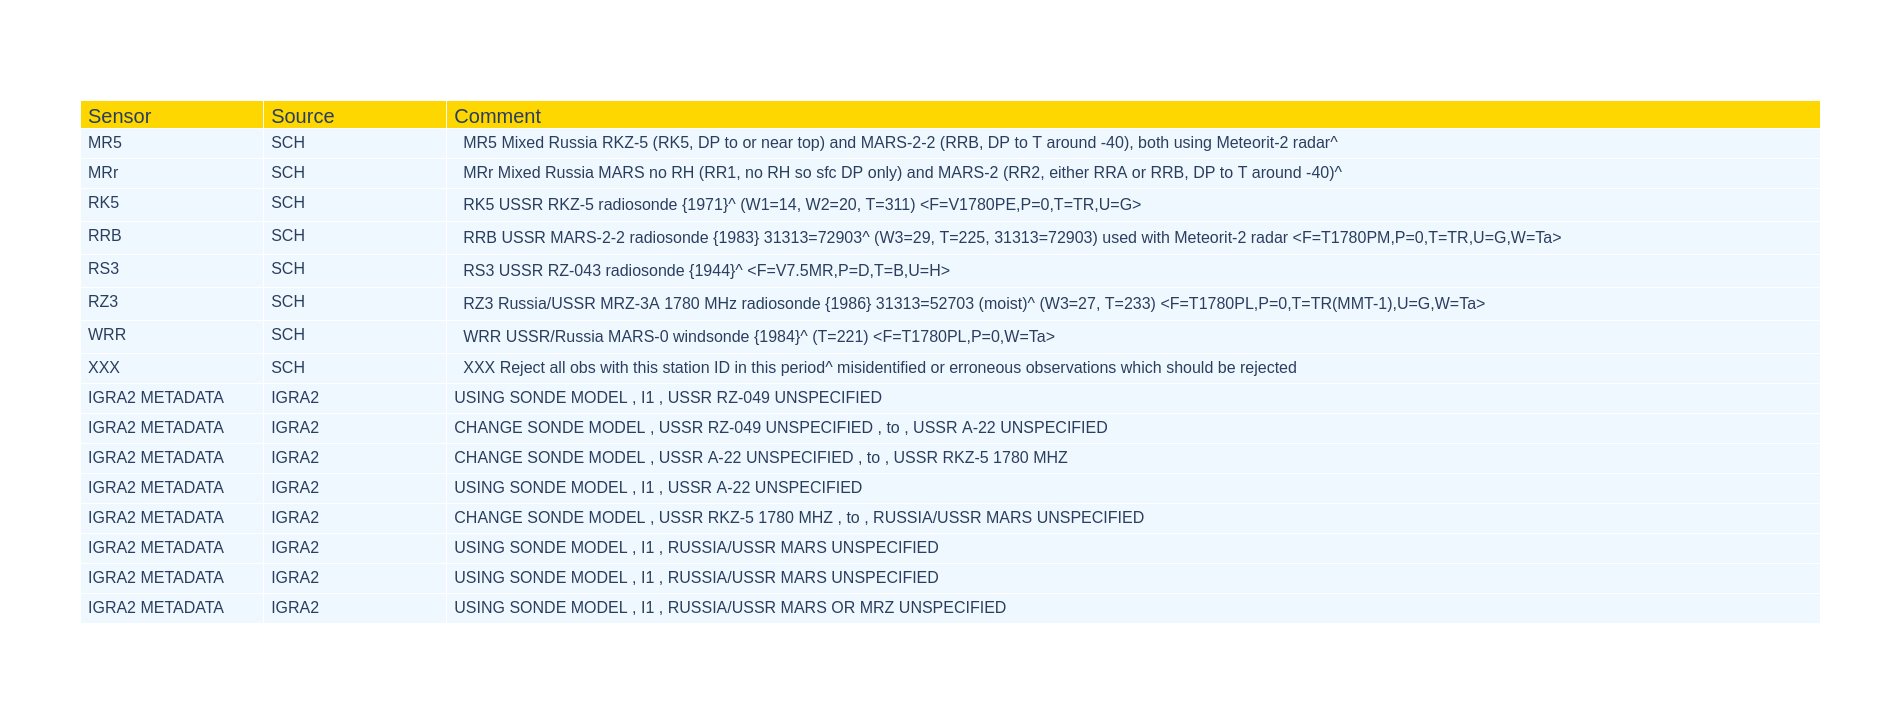 Sensor Source Comment
MR5 SCH MR5 Mixed Russia RKZ-5 (RK5, DP to or near top) and MARS-2-2 (RRB, DP to T around -40), both using Meteorit-2 radar^
MRr SCH MRr Mixed Russia MARS no RH (RR1, no RH so sfc DP only) and MARS-2 (RR2, either RRA or RRB, DP to T around -40)^
RK5 SCH RK5 USSR RKZ-5 radiosonde {1971}^ (W1=14, W2=20, T=311) <F=V1780PE,P=0,T=TR,U=G>
RRB SCH RRB USSR MARS-2-2 radiosonde {1983} 31313=72903^ (W3=29, T=225, 31313=72903) used with Meteorit-2 radar <F=T1780PM,P=0,T=TR,U=G,W=Ta>
RS3 SCH RS3 USSR RZ-043 radiosonde {1944}^ <F=V7.5MR,P=D,T=B,U=H>
RZ3 SCH RZ3 Russia/USSR MRZ-3A 1780 MHz radiosonde {1986} 31313=52703 (moist)^ (W3=27, T=233) <F=T1780PL,P=0,T=TR(MMT-1),U=G,W=Ta>
WRR SCH WRR USSR/Russia MARS-0 windsonde {1984}^ (T=221) <F=T1780PL,P=0,W=Ta>
XXX SCH XXX Reject all obs with this station ID in this period^ misidentified or erroneous observations which should be rejected
IGRA2 METADATA IGRA2 USING SONDE MODEL , I1 , USSR RZ-049 UNSPECIFIED
IGRA2 METADATA IGRA2 CHANGE SONDE MODEL , USSR RZ-049 UNSPECIFIED , to , USSR A-22 UNSPECIFIED
IGRA2 METADATA IGRA2 CHANGE SONDE MODEL , USSR A-22 UNSPECIFIED , to , USSR RKZ-5 1780 MHZ
IGRA2 METADATA IGRA2 USING SONDE MODEL , I1 , USSR A-22 UNSPECIFIED
IGRA2 METADATA IGRA2 CHANGE SONDE MODEL , USSR RKZ-5 1780 MHZ , to , RUSSIA/USSR MARS UNSPECIFIED
IGRA2 METADATA IGRA2 USING SONDE MODEL , I1 , RUSSIA/USSR MARS UNSPECIFIED
IGRA2 METADATA IGRA2 USING SONDE MODEL , I1 , RUSSIA/USSR MARS UNSPECIFIED
IGRA2 METADATA IGRA2 USING SONDE MODEL , I1 , RUSSIA/USSR MARS OR MRZ UNSPECIFIED